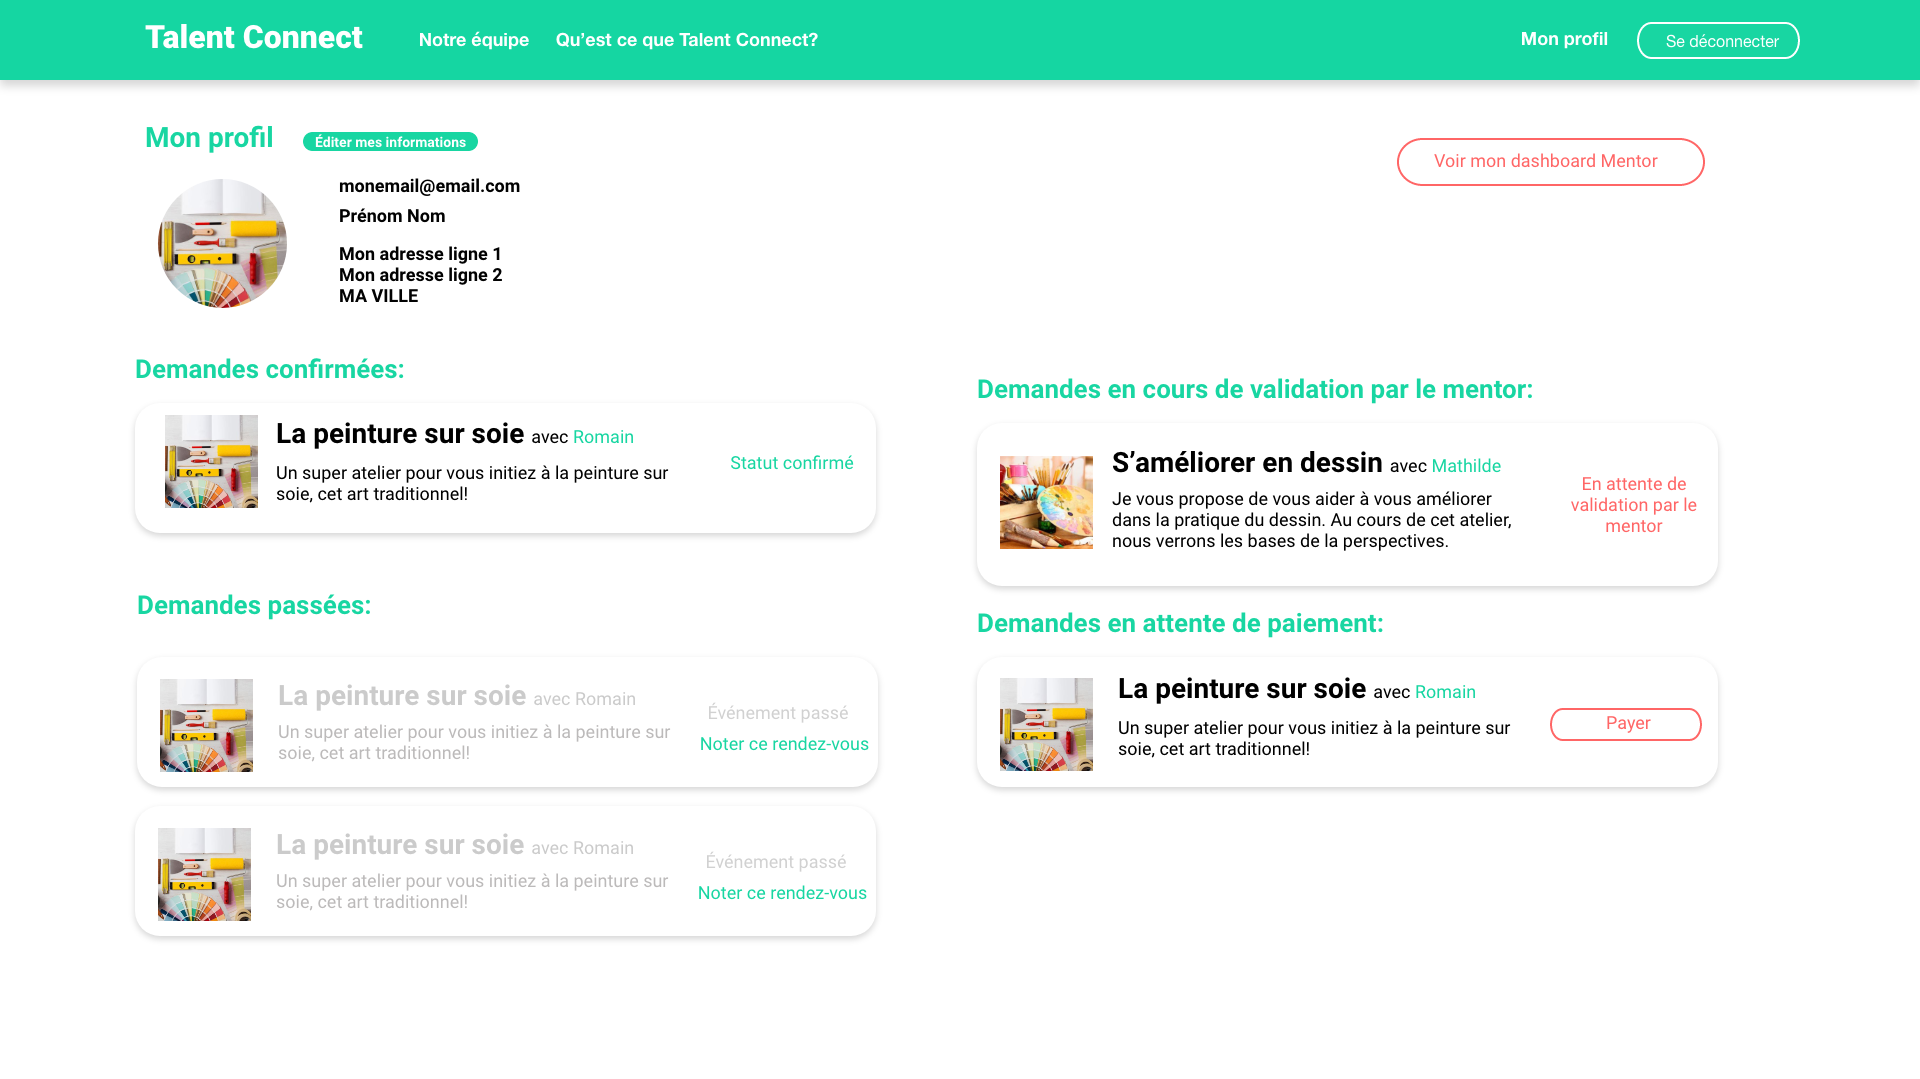 Talent Connect
Notre équipe
Qu’est ce que Talent Connect?
Mon profil
Se déconnecter
Mon profil
Éditer mes informations
Voir mon dashboard Mentor
monemail@email.com
Prénom Nom
Mon adresse ligne 1
Mon adresse ligne 2
MA VILLE
Demandes confirmées:
La peinture sur soie avec Romain
Un super atelier pour vous initiez à la peinture sur
soie, cet art traditionnel!
Statut confirmé
Demandes en cours de validation par le mentor:
S’améliorer en dessin avec Mathilde
Je vous propose de vous aider à vous améliorer
dans la pratique du dessin. Au cours de cet atelier,
nous verrons les bases de la perspectives.
En attente de
validation par le
mentor
Demandes passées:
La peinture sur soie avec Romain
Un super atelier pour vous initiez à la peinture sur
soie, cet art traditionnel!
Événement passé
Noter ce rendez-vous
La peinture sur soie avec Romain
Un super atelier pour vous initiez à la peinture sur
soie, cet art traditionnel!
Événement passé
Noter ce rendez-vous
Demandes en attente de paiement:
La peinture sur soie avec Romain
Un super atelier pour vous initiez à la peinture sur
soie, cet art traditionnel!
Payer